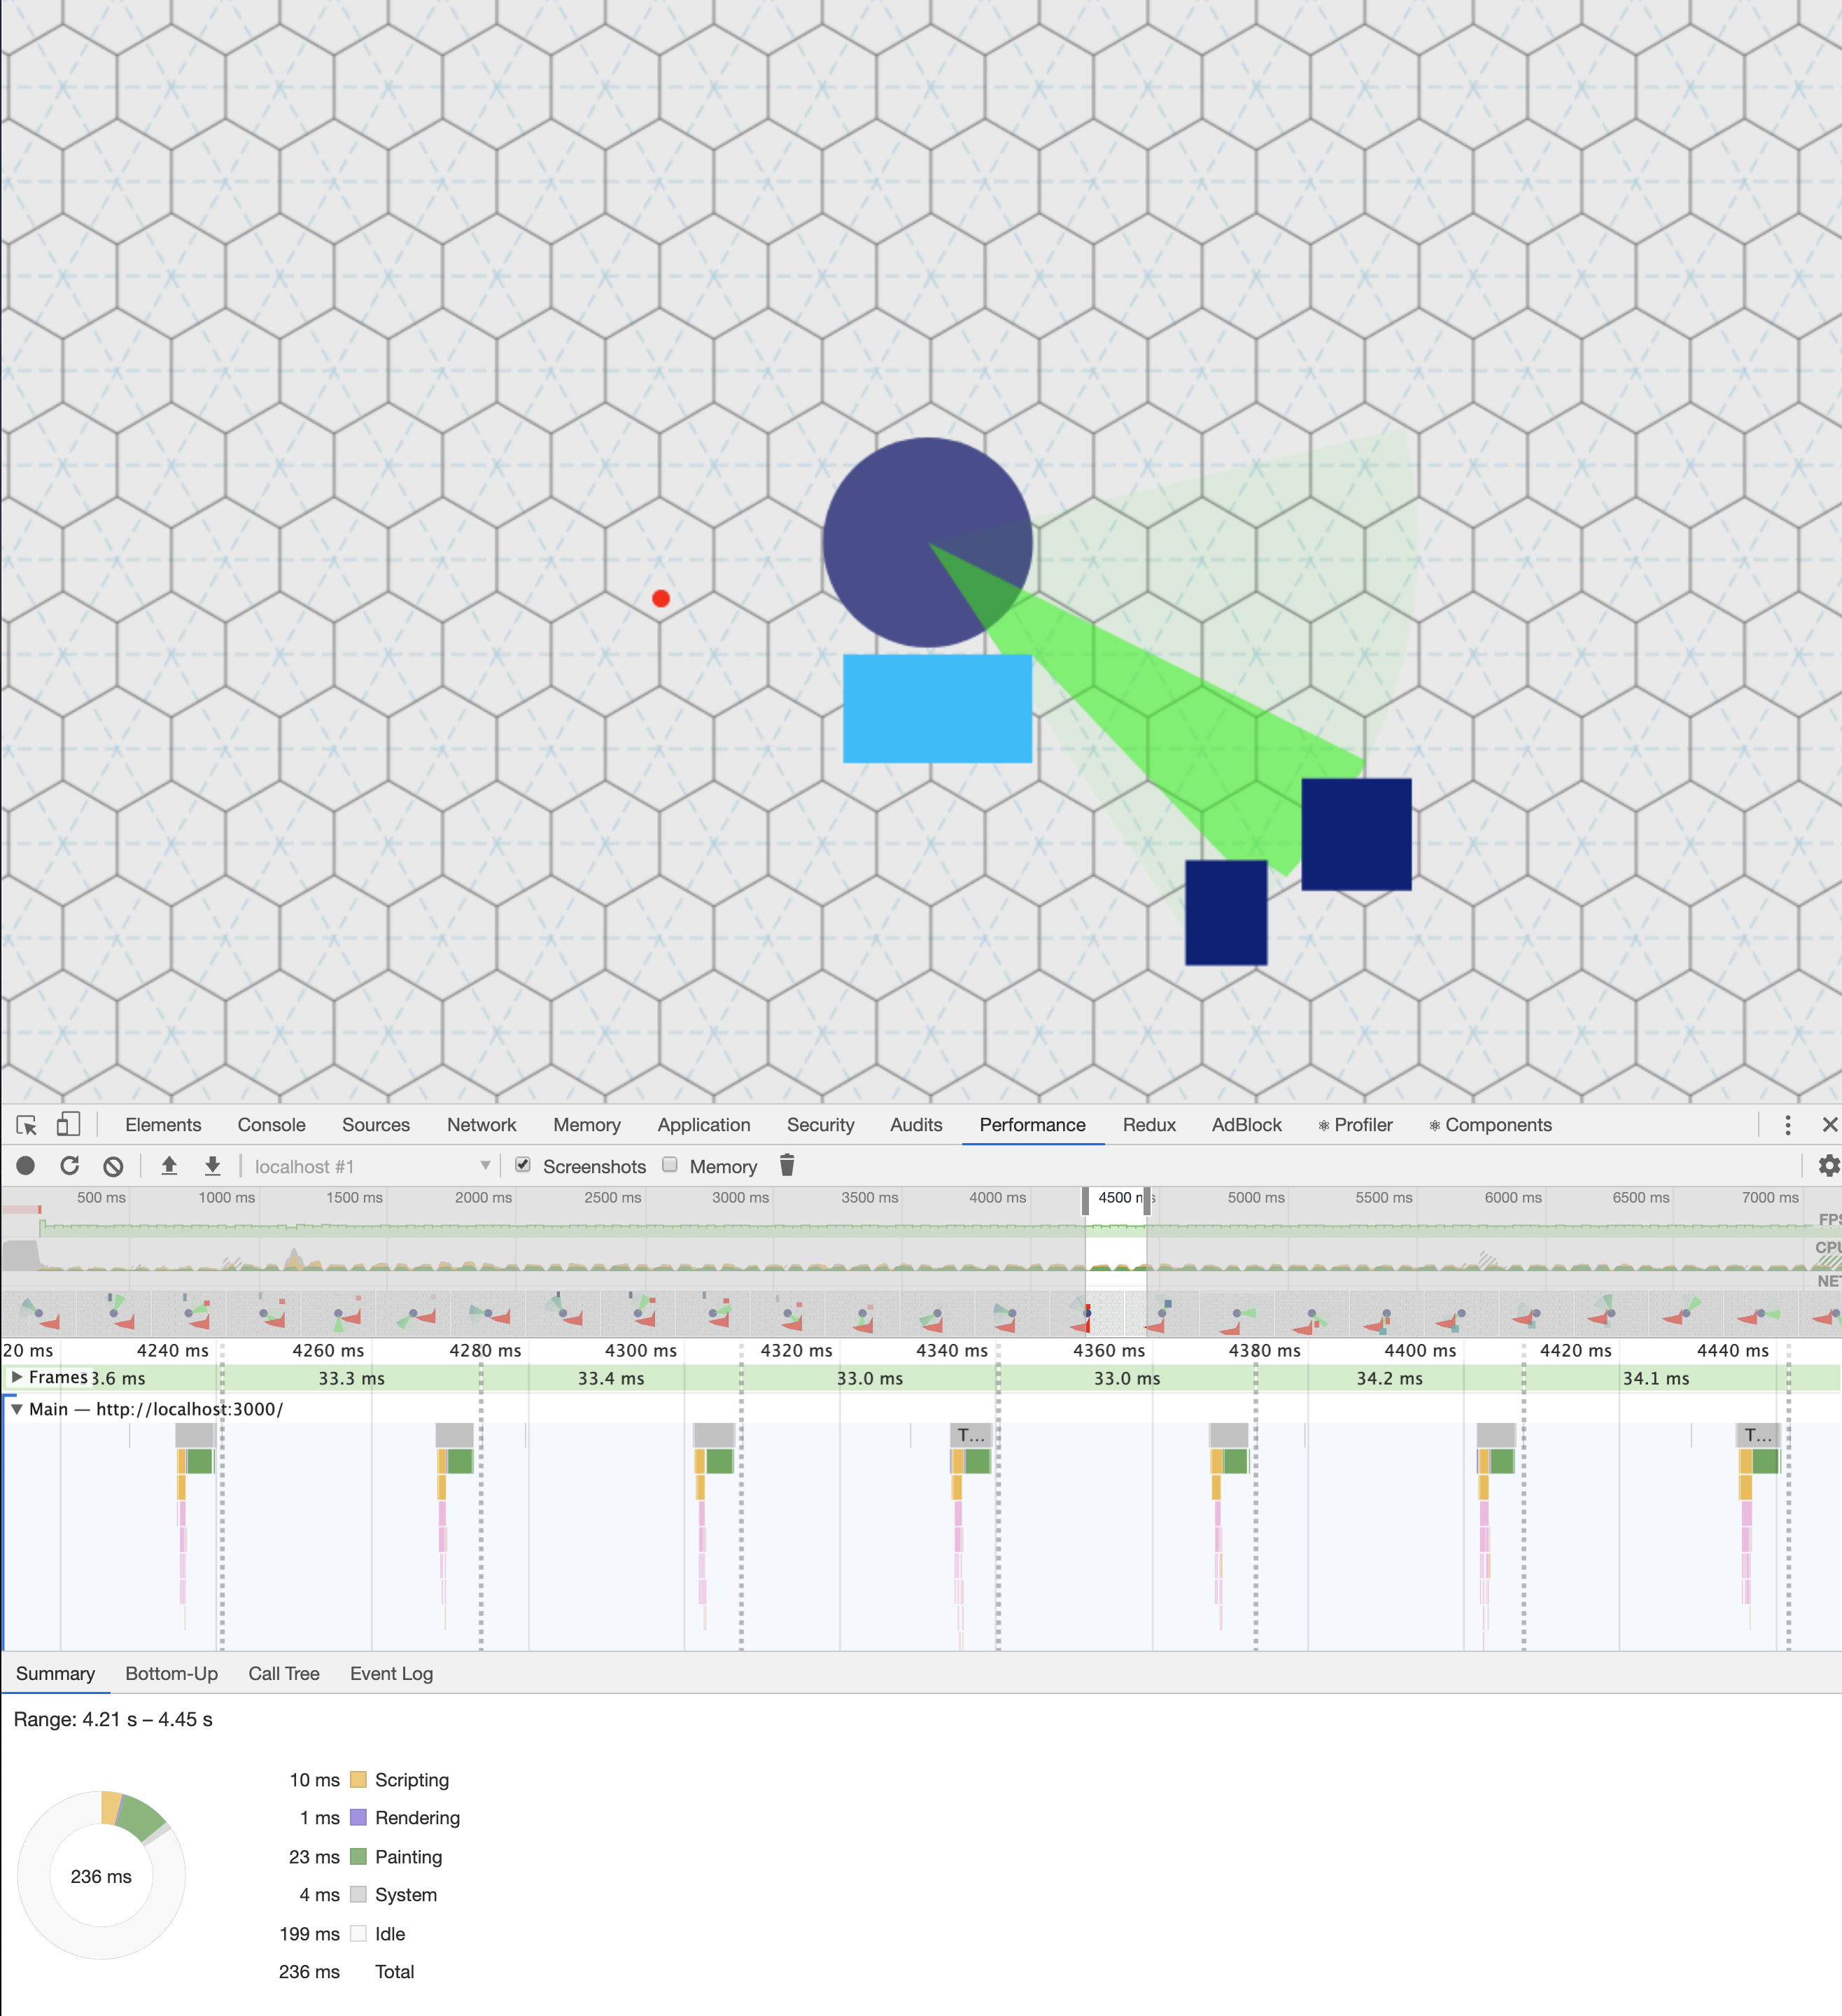 Elements Console Sources Network Memory Application Security Audits Performance Redux AdBlock ⚛ Profiler ⚛ Components
localhost #1 Screenshots Memory
500 ms 1000 ms 1500 ms 2000 ms 2500 ms 3000 ms 3500 ms 4000 ms 4500 ms 5000 ms 5500 ms 6000 ms 6500 ms 7000 ms
FPS
CPU
NET
20 ms 4240 ms 4260 ms 4280 ms 4300 ms 4320 ms 4340 ms 4360 ms 4380 ms 4400 ms 4420 ms 4440 ms
Frames 3.6 ms 33.3 ms 33.4 ms 33.0 ms 33.0 ms 34.2 ms 34.1 ms
Main — http://localhost:3000/
T... T...
Summary Bottom-Up Call Tree Event Log
Range: 4.21 s – 4.45 s
10 ms Scripting
1 ms Rendering
23 ms Painting
236 ms
4 ms System
199 ms Idle
236 ms Total